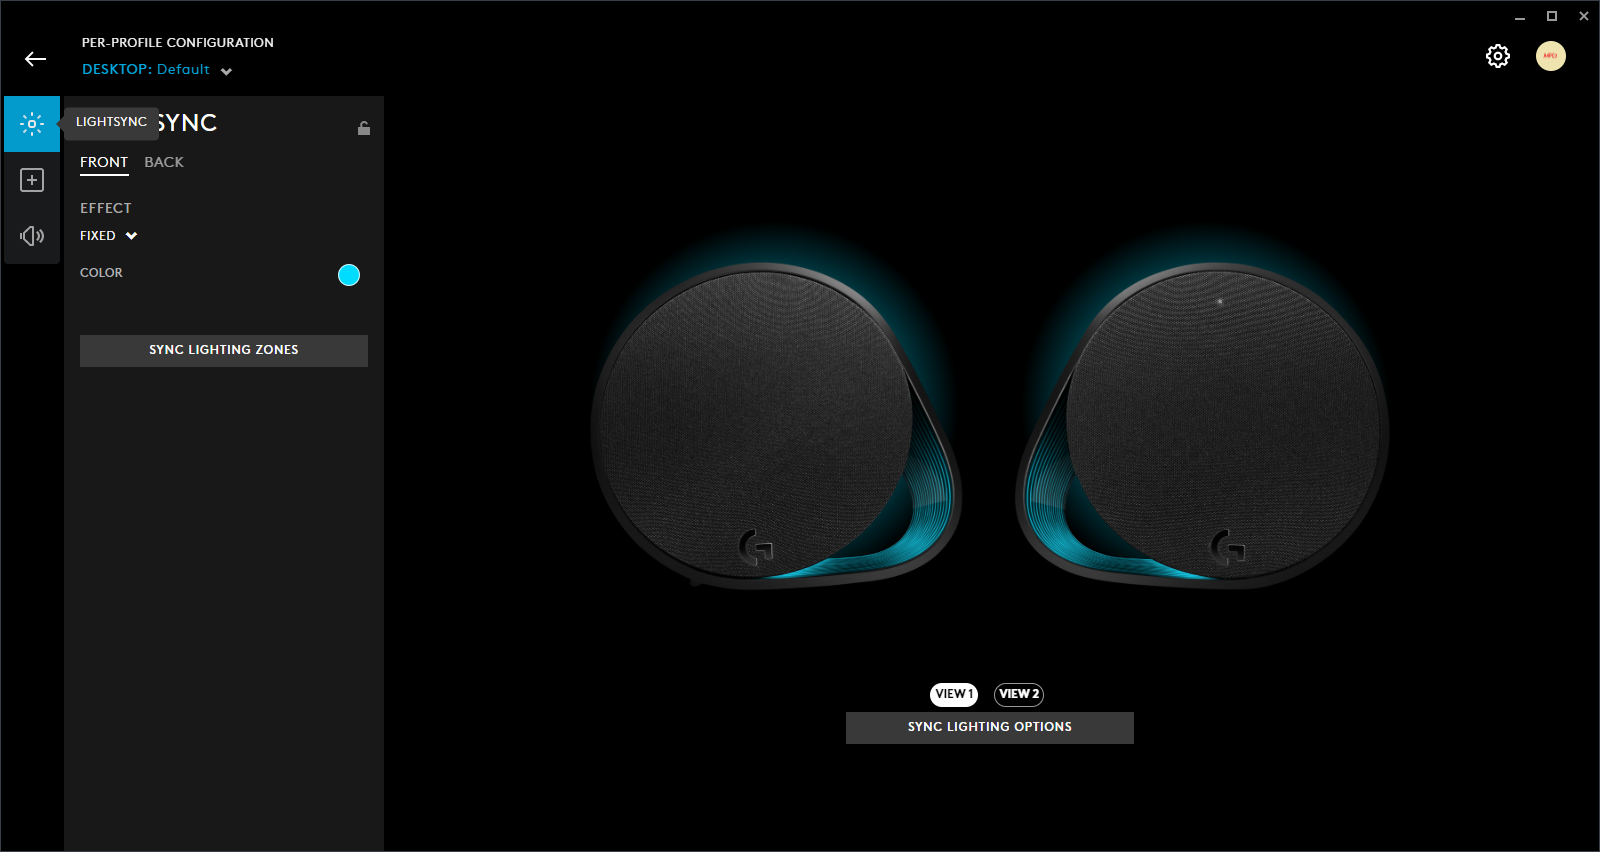 PER-PROFILE CONFIGURATION
DESKTOP: Default
LIGHTSYNC
SYNC
FRONT BACK
EFFECT
FIXED
COLOR
SYNC LIGHTING ZONES
VIEW 1 VIEW 2
SYNC LIGHTING OPTIONS